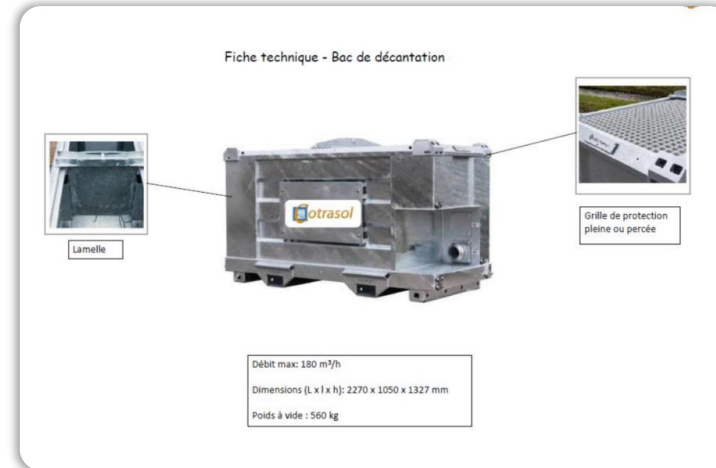 Fiche technique - Bac de décantation
Lamelle
Cotrasol
Grille de protection
pleine ou percée
Débit max: 180 m³/h
Dimensions (L x l x h): 2270 x 1050 x 1327 mm
Poids à vide : 560 kg